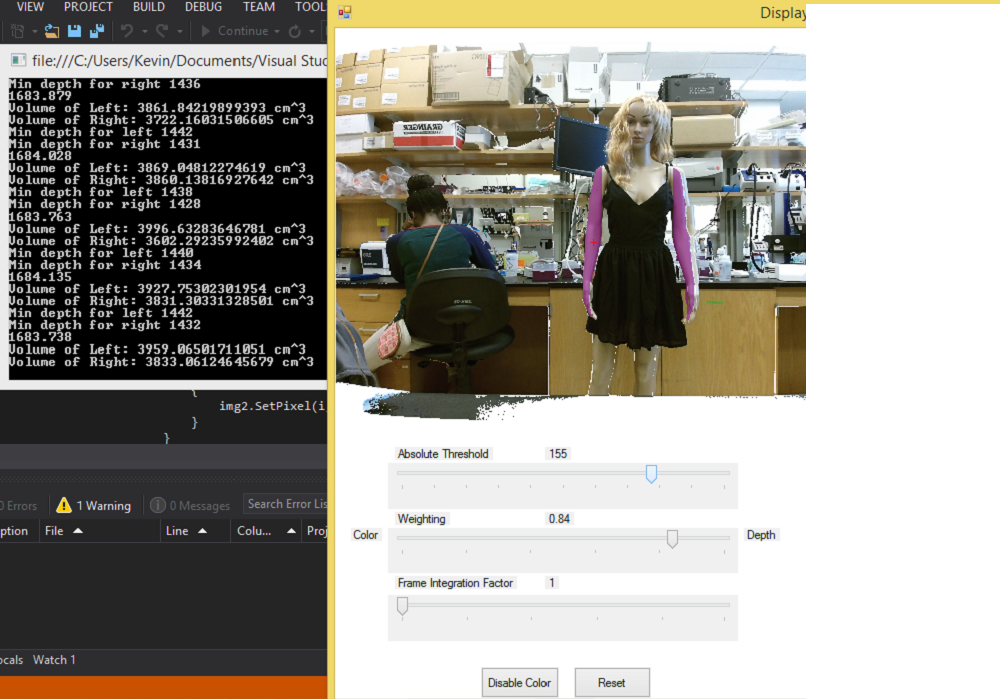 VIEW PROJECT BUILD DEBUG TEAM TOOL
Continue
file:///C:/Users/Kevin/Documents/Visual Stuc
Min depth for right 1436
1683.879
Volume of Left: 3861.84219899393 cm^3
Volume of Right: 3722.16031506605 cm^3
Min depth for left 1442
Min depth for right 1431
1684.028
Volume of Left: 3869.04812274619 cm^3
Volume of Right: 3860.13816927642 cm^3
Min depth for left 1438
Min depth for right 1428
1683.763
Volume of Left: 3996.63283646781 cm^3
Volume of Right: 3602.29235992402 cm^3
Min depth for left 1440
Min depth for right 1434
1684.135
Volume of Left: 3927.75302301954 cm^3
Volume of Right: 3831.30331328501 cm^3
Min depth for left 1442
Min depth for right 1432
1683.738
Volume of Left: 3959.06501711051 cm^3
Volume of Right: 3833.06124645679 cm^3
}
img2.SetPixel(i,
}
}
0 Errors 1 Warning 0 Messages Search Error Lis
ption File Line Colu... Proj
ocals Watch 1
Display
GRAINGER
Absolute Threshold 155
Weighting 0.84
Color Depth
Frame Integration Factor 1
Disable Color Reset